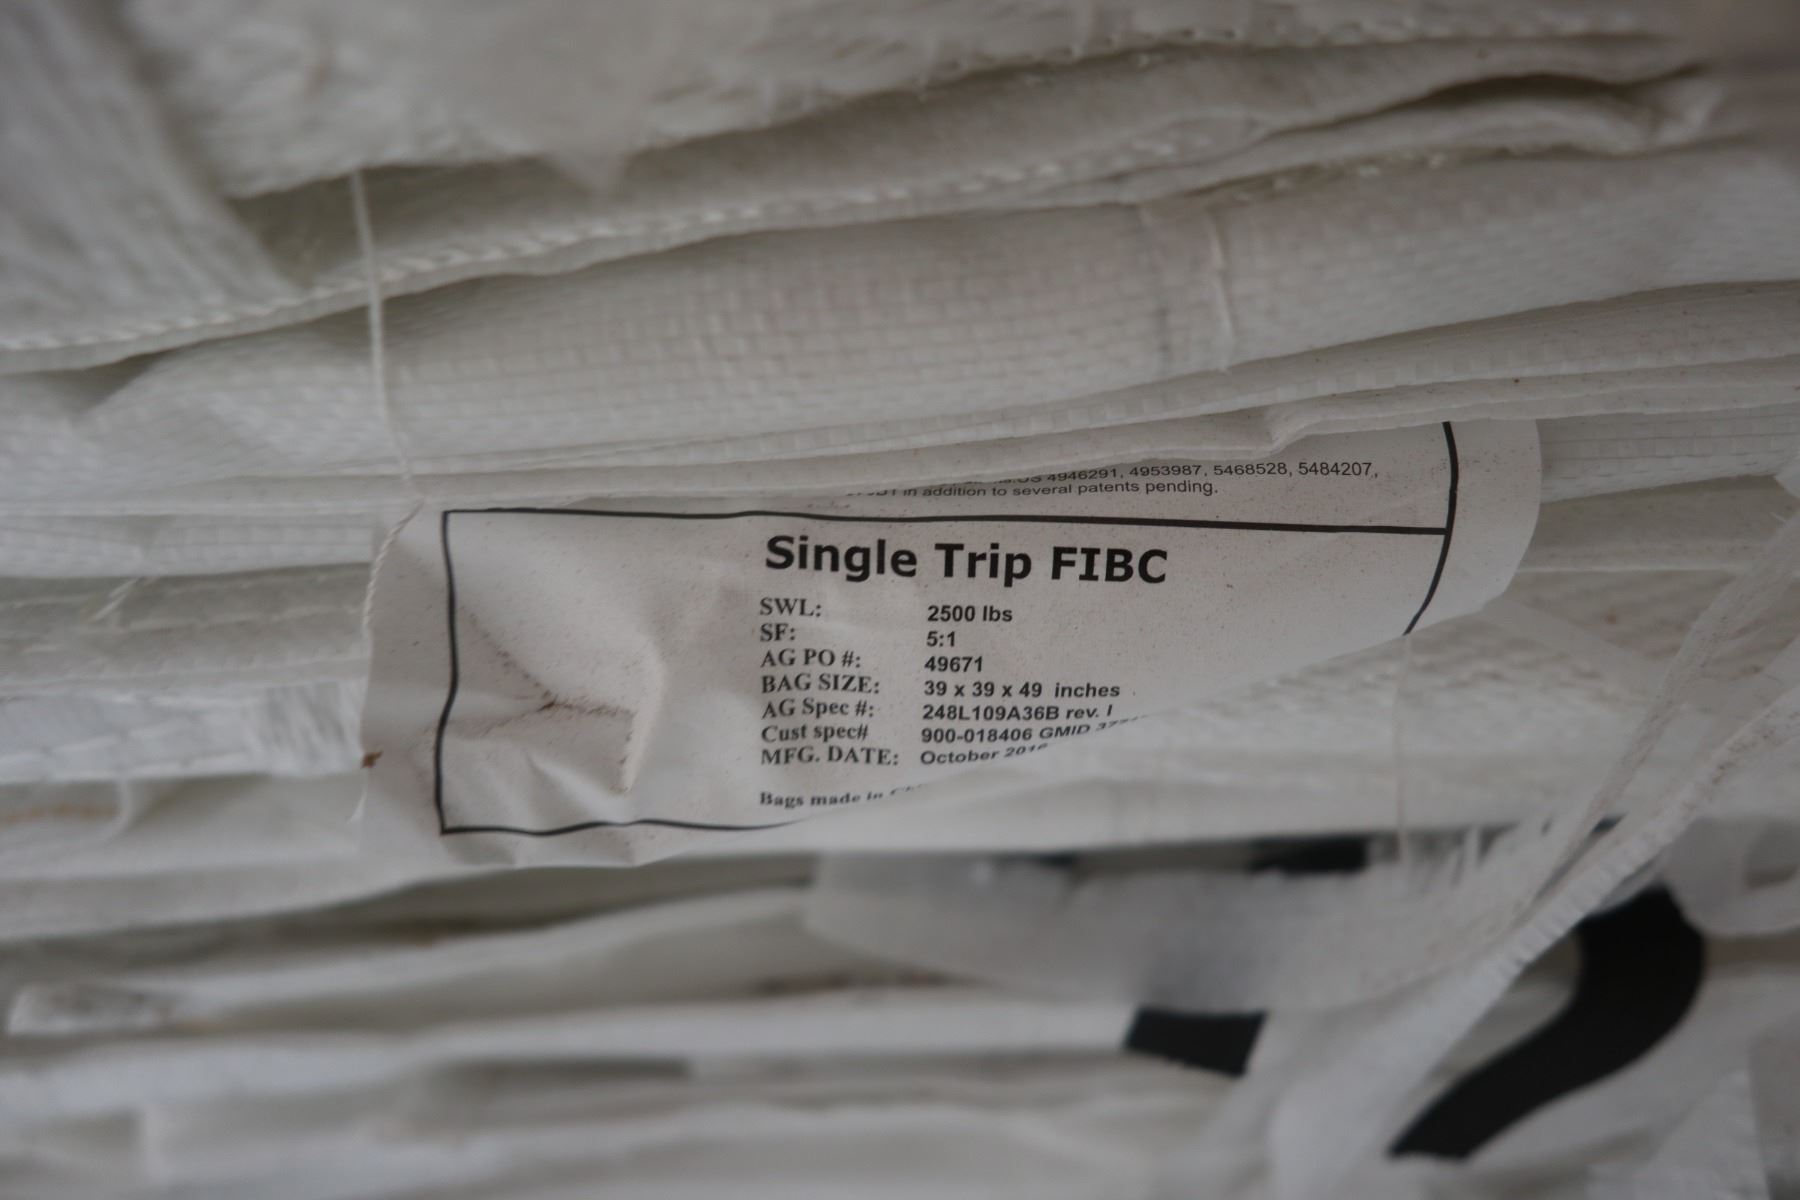 4946291, 4953987, 5468528, 5484207,
in addition to several patents pending.
Single Trip FIBC
SWL: 2500 lbs
SF: 5:1
AG PO #: 49671
BAG SIZE: 39 x 39 x 49 inches
AG Spec #: 248L109A36B rev. I
Cust spec# 900-018406 GMID
MFG. DATE: October
Bags made in